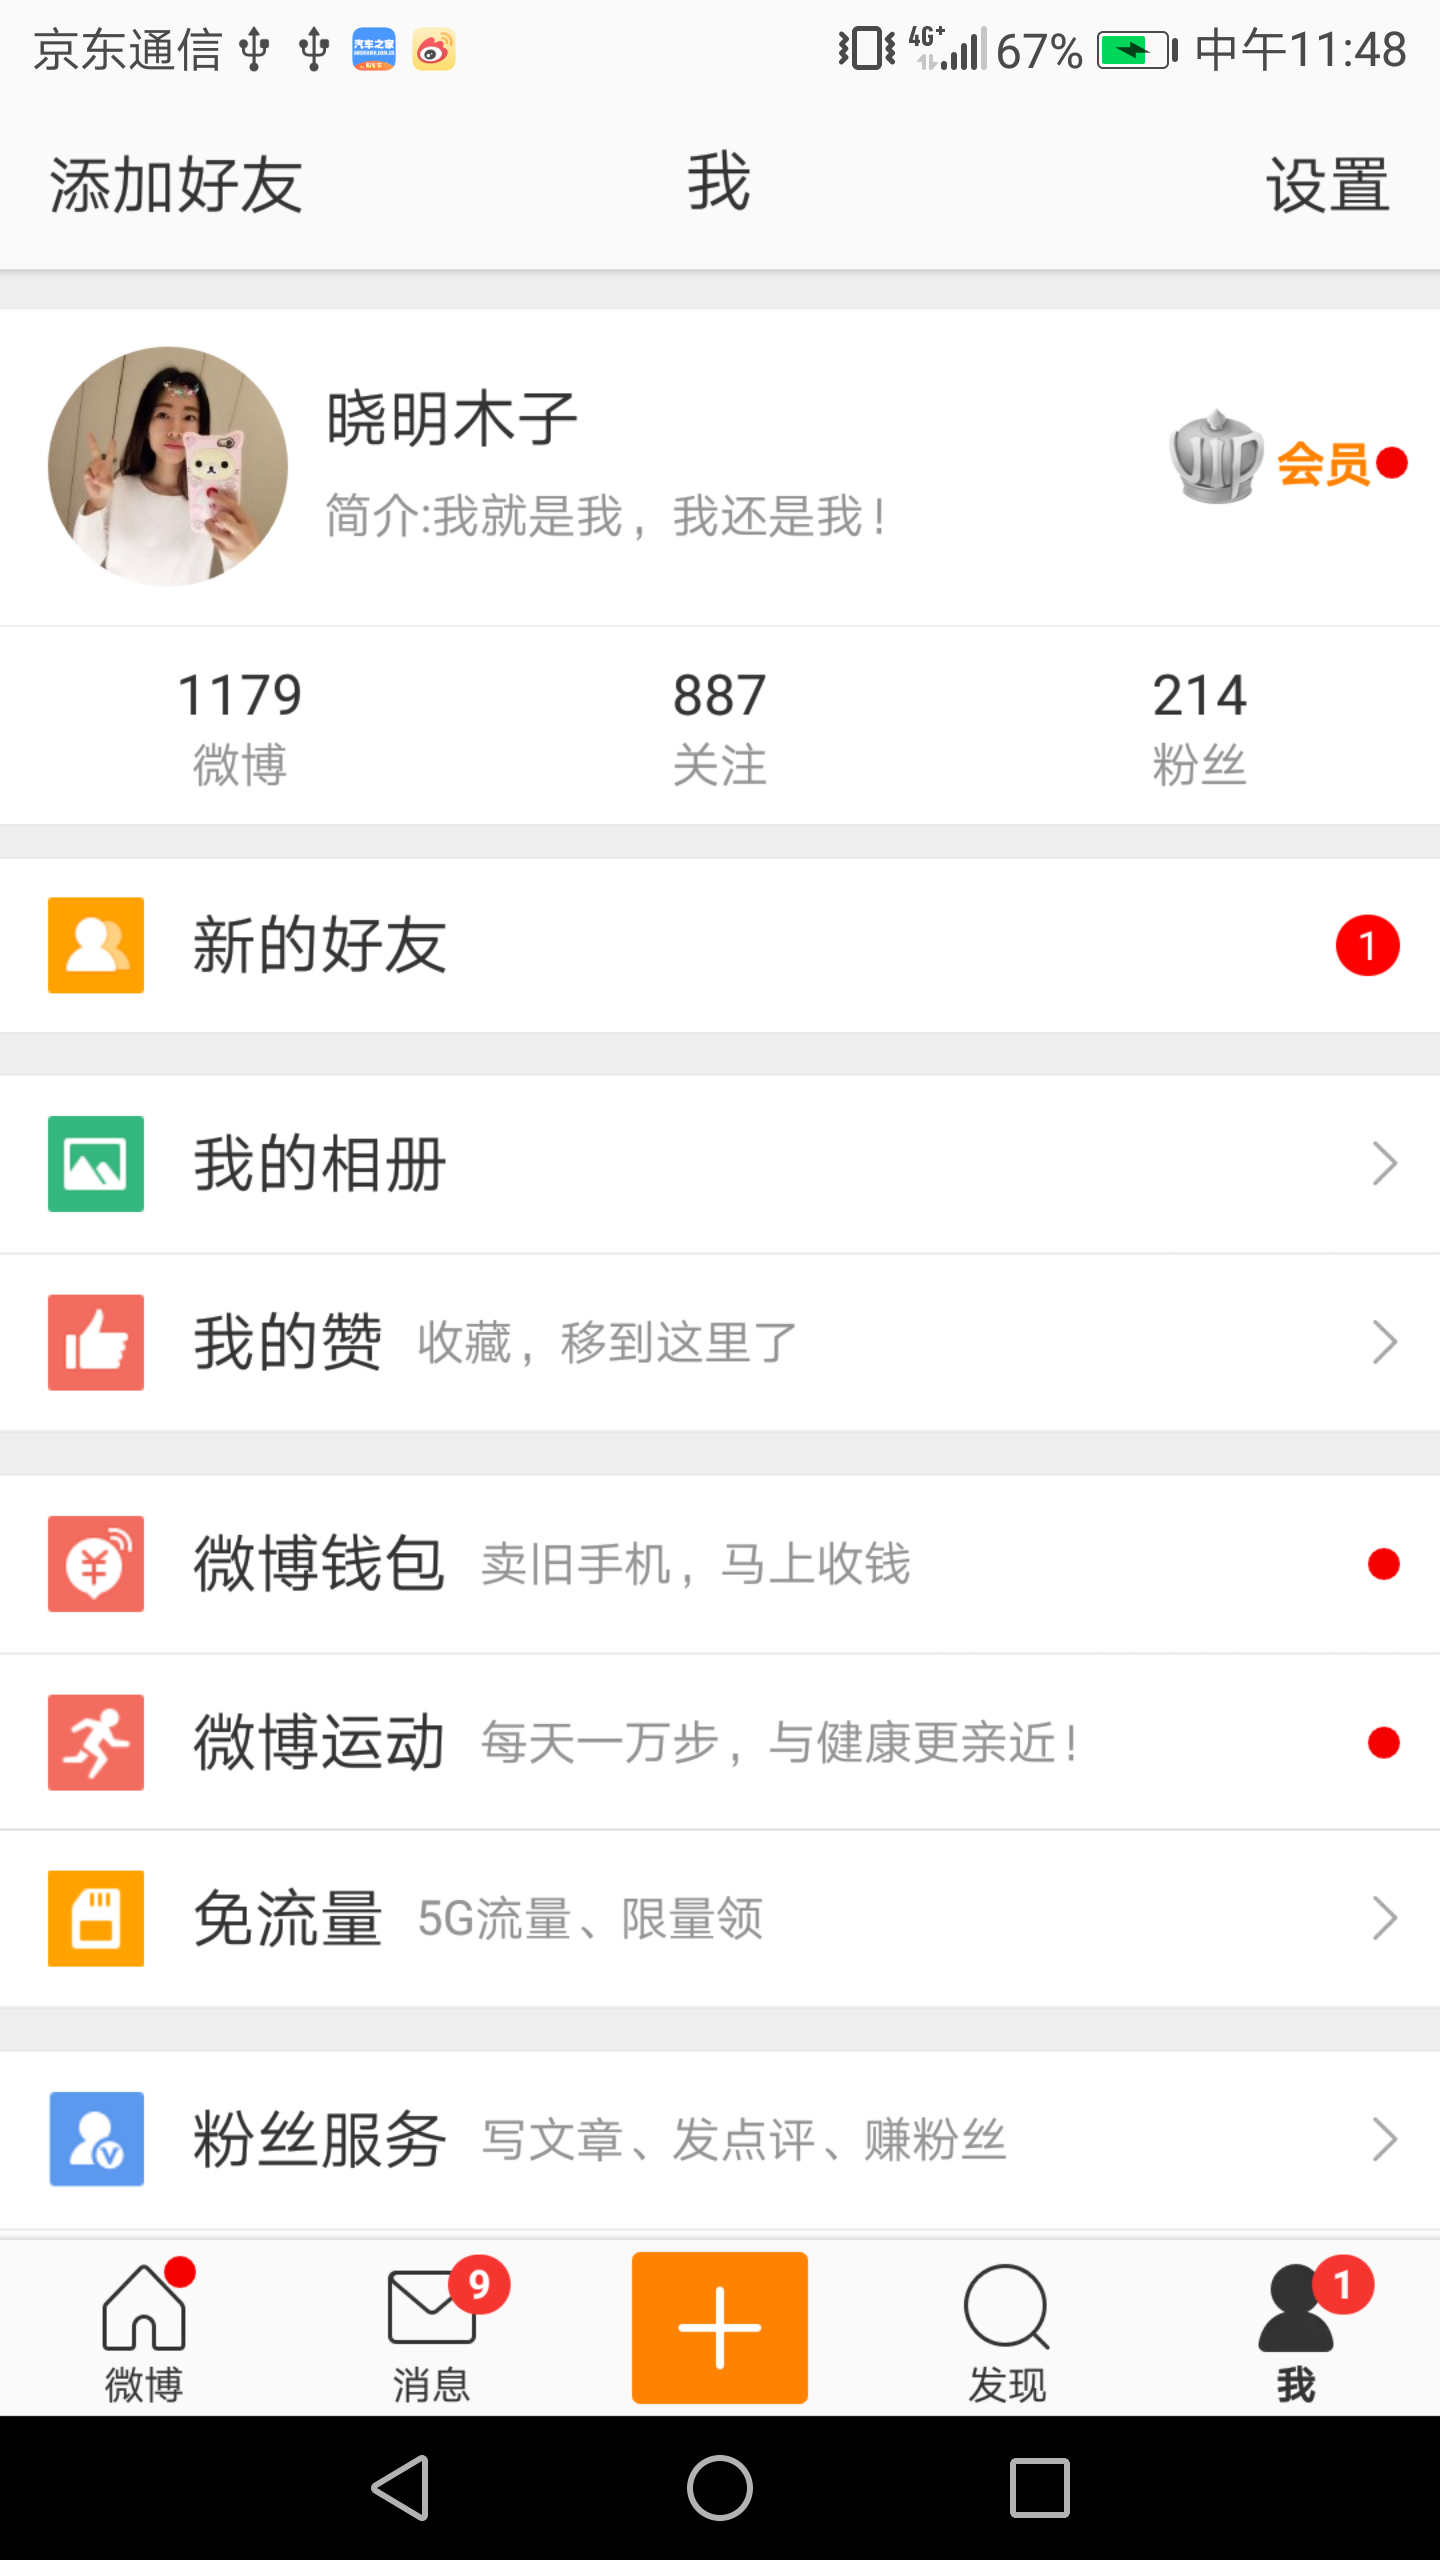 京东通信 4G+ 67% 中午11:48
添加好友 我 设置
晓明木子
VIP 会员
简介:我就是我，我还是我！
1179 887 214
微博 关注 粉丝
新的好友 1
我的相册
我的赞 收藏，移到这里了
微博钱包 卖旧手机，马上收钱
微博运动 每天一万步，与健康更亲近！
免流量 5G流量、限量领
粉丝服务 写文章、发点评、赚粉丝
9 1
微博 消息 发现 我